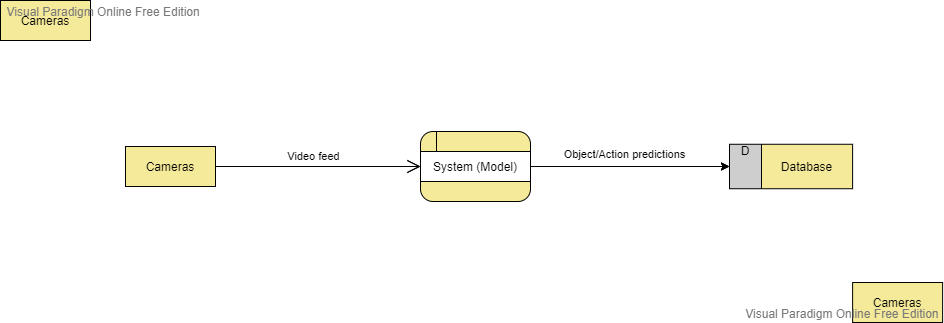 Visual Paradigm Online Free Edition
Cameras
Cameras
Video feed
System (Model)
Object/Action predictions
D
Database
Cameras
Visual Paradigm Online Free Edition